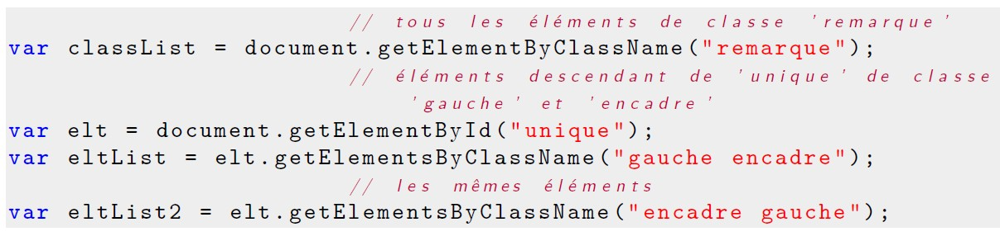 // tous les éléments de classe 'remarque'
var classList = document.getElementByClassName("remarque");
// éléments descendant de 'unique' de classe
'gauche' et 'encadre'
var elt = document.getElementById("unique");
var eltList = elt.getElementsByClassName("gauche encadre");
// les mêmes éléments
var eltList2 = elt.getElementsByClassName("encadre gauche");